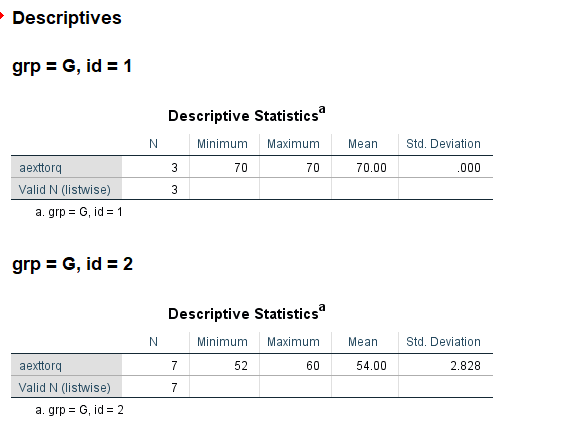 Descriptives
grp = G, id = 1
Descriptive Statisticsa
N Minimum Maximum Mean Std. Deviation
aexttorq 3 70 70 70.00 .000
Valid N (listwise) 3
a. grp = G, id = 1
grp = G, id = 2
Descriptive Statisticsa
N Minimum Maximum Mean Std. Deviation
aexttorq 7 52 60 54.00 2.828
Valid N (listwise) 7
a. grp = G, id = 2